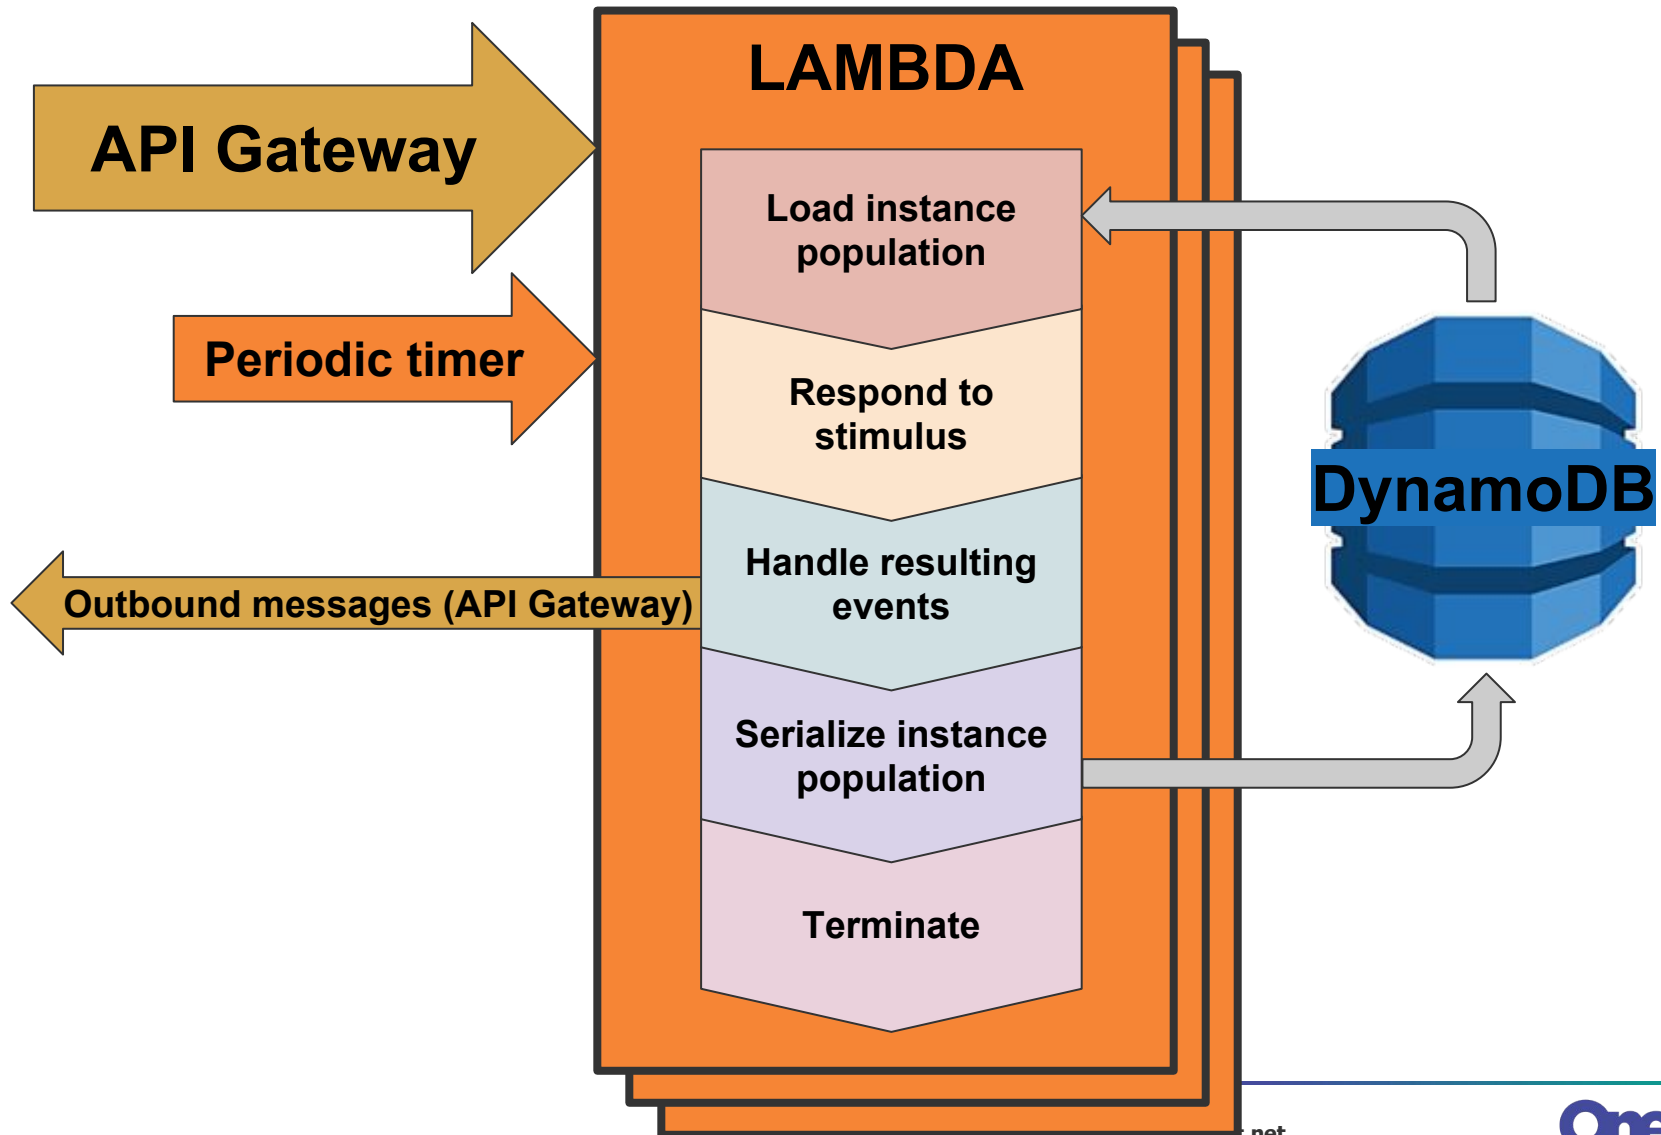 LAMBDA
API Gateway
Load instance
population
Periodic timer
Respond to
stimulus
DynamoDB
Handle resulting
events
Outbound messages (API Gateway)
Serialize instance
population
Terminate
One